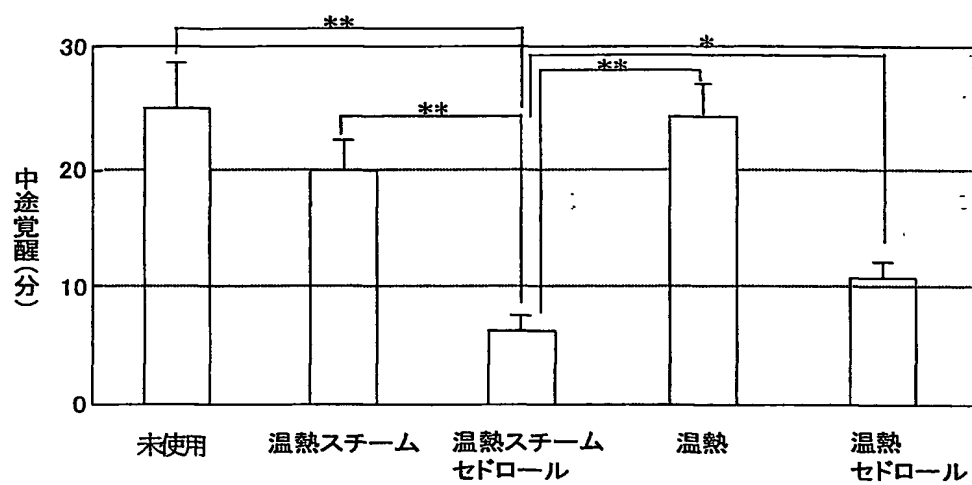 **
30
*
**
**
20
中途覚醒(分)
10
0
未使用
温熱スチーム
温熱スチーム
セドロール
温熱
温熱
セドロール